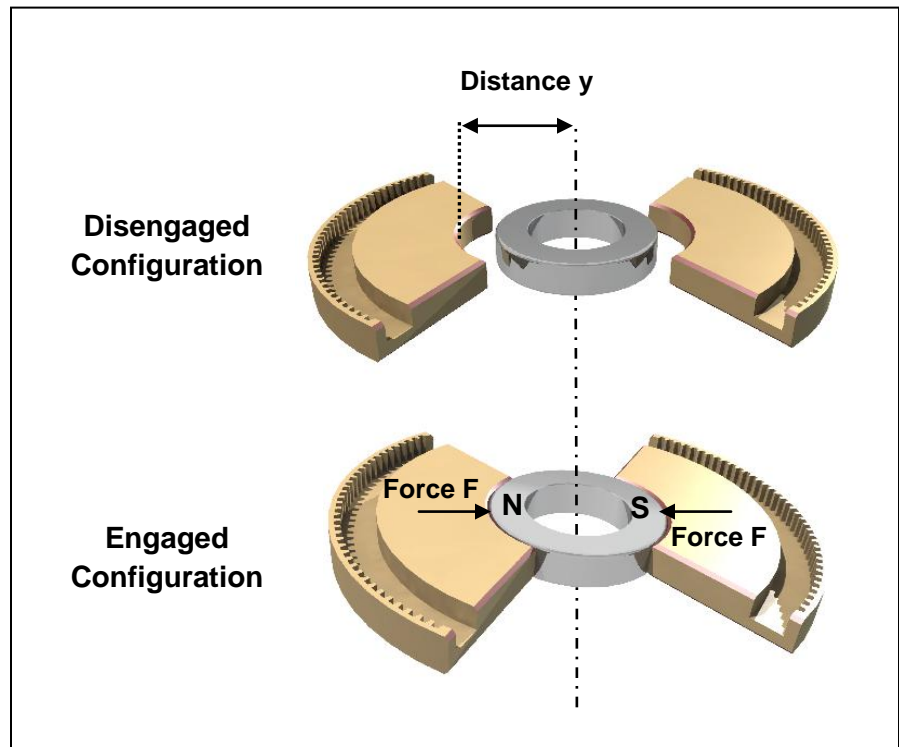 Distance y
Disengaged
Configuration
Force F
N
S
Force F
Engaged
Configuration